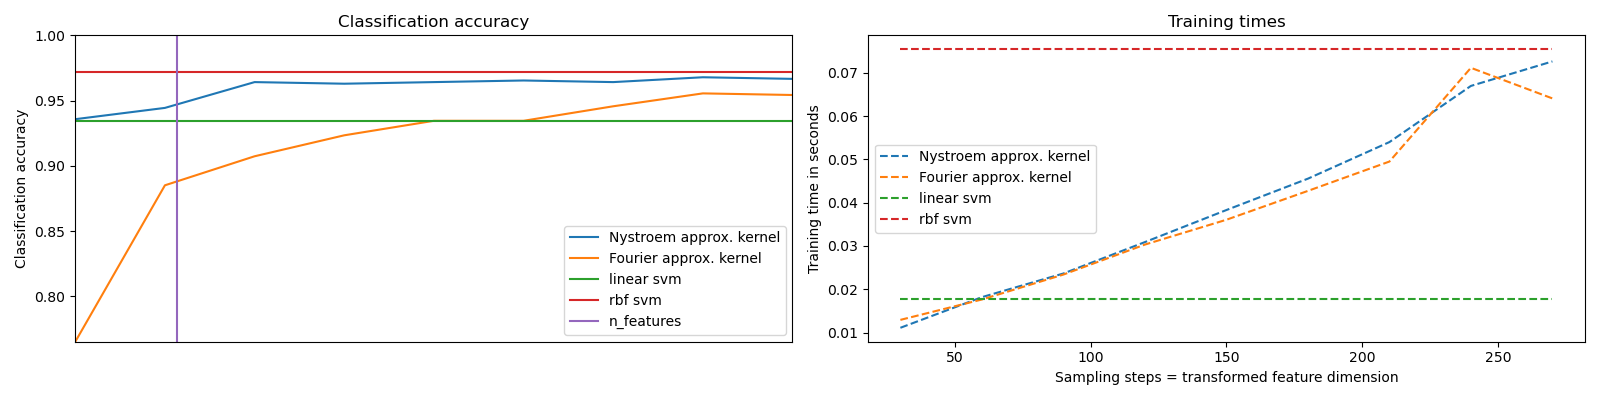 Classification accuracy
Classification accuracy
1.00
0.95
0.90
0.85
0.80
Nystroem approx. kernel
Fourier approx. kernel
linear svm
rbf svm
n_features
Training times
Training time in seconds
0.07
0.06
0.05
0.04
0.03
0.02
0.01
Nystroem approx. kernel
Fourier approx. kernel
linear svm
rbf svm
50 100 150 200 250
Sampling steps = transformed feature dimension